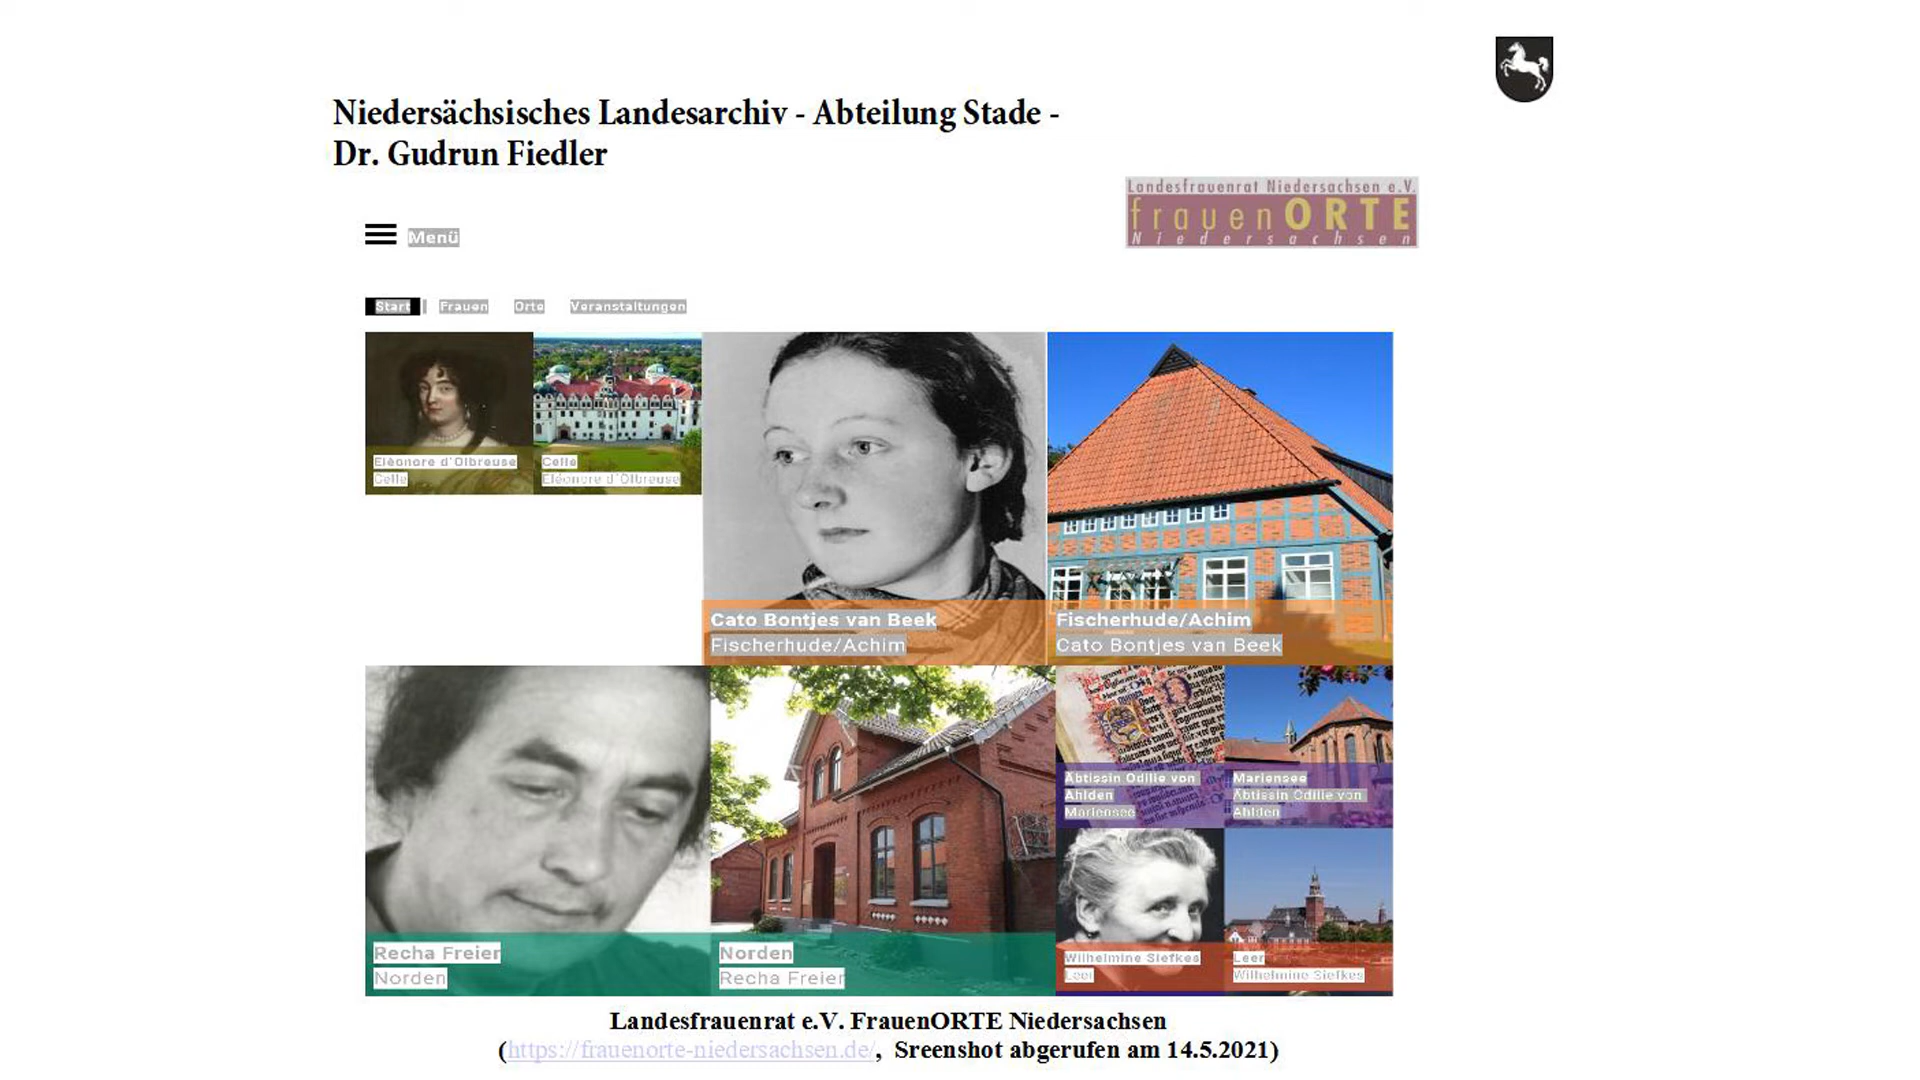 Niedersächsisches Landesarchiv - Abteilung Stade -
Dr. Gudrun Fiedler
Landesfrauenrat Niedersachsen e.V.
frauenORTE
Niedersachsen
Menü
Start
Frauen
Orte
Veranstaltungen
Eléonore d'Olbreuse
Celle
Celle
Eléonore d'Olbreuse
Cato Bontjes van Beek
Fischerhude/Achim
Fischerhude/Achim
Cato Bontjes van Beek
Recha Freier
Norden
Norden
Recha Freier
Äbtissin Odilie von
Ahlden
Mariensee
Mariensee
Äbtissin Odilie von
Ahlden
Wilhelmine Siefkes
Leer
Leer
Wilhelmine Siefkes
Landesfrauenrat e.V. FrauenORTE Niedersachsen
(https://frauenorte-niedersachsen.de/, Sreenshot abgerufen am 14.5.2021)